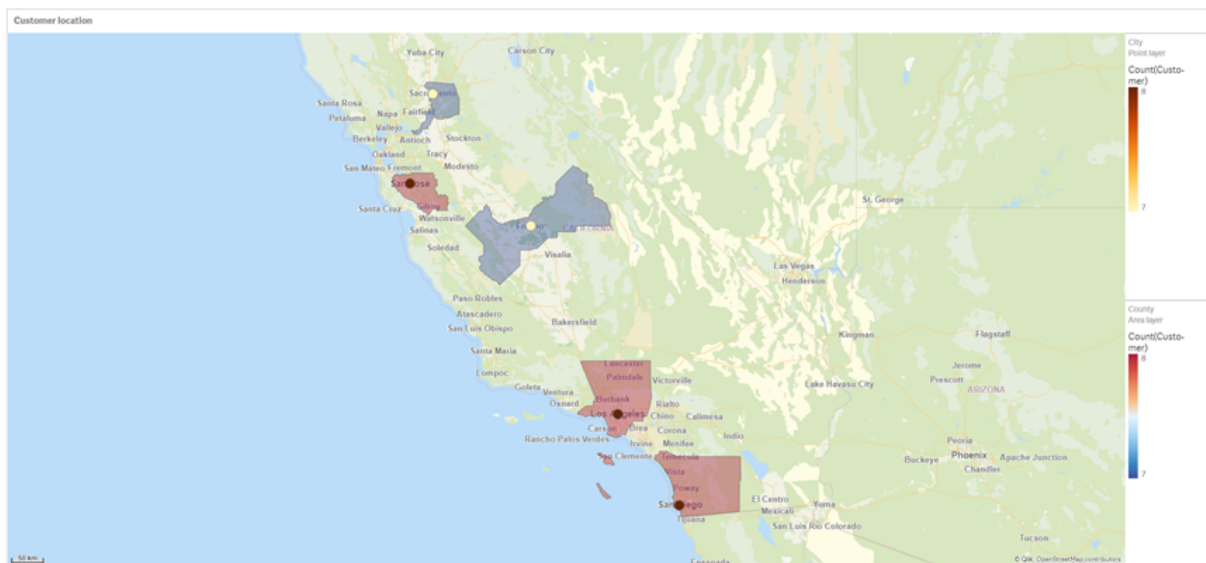 Customer location
Yuba City
Carson City
Sacramento
Santa Rosa
Napa
Fairfield
Petaluma
Vallejo
Berkeley
Antioch
Stockton
Oakland
Tracy
San Mateo
Fremont
Modesto
San Jose
Gilroy
Santa Cruz
Watsonville
Salinas
Soledad
Fresno
CALIFORNIA
Visalia
St. George
Las Vegas
Henderson
Paso Robles
Atascadero
San Luis Obispo
Bakersfield
Kingman
Flagstaff
Santa Maria
Lompoc
Lancaster
Palmdale
Victorville
Lake Havasu City
Jerome
Prescott
ARIZONA
Goleta
Ventura
Oxnard
Burbank
Rialto
Los Angeles
Chino
Calimesa
Carson
Brea
Corona
Rancho Palos Verdes
Irvine
Menifee
Indio
San Clemente
Temecula
Vista
Poway
San Diego
Tijuana
El Centro
Mexicali
Yuma
San Luis Rio Colorado
Peoria
Buckeye
Phoenix
Apache Junction
Chandler
Tucson
50 km
© Qlik, OpenStreetMap contributors
City
Point layer
Count(Custo-
mer)
8
7
County
Area layer
Count(Custo-
mer)
8
7